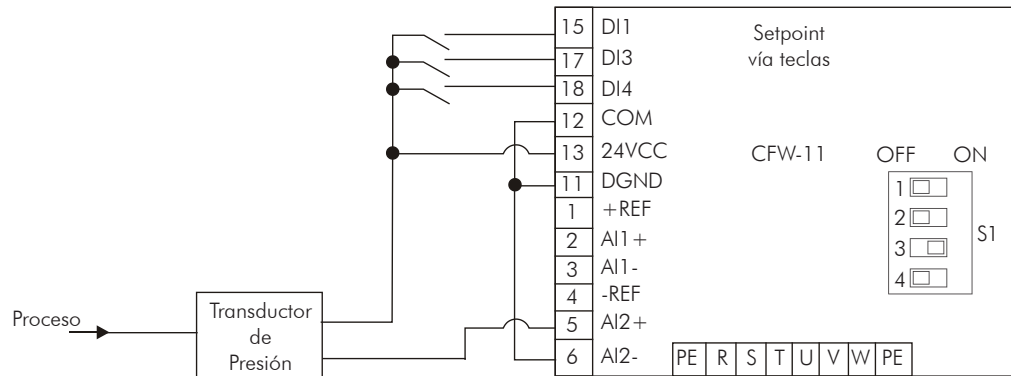 15 DI1
Setpoint
vía teclas
17 DI3
18 DI4
12 COM
13 24VCC
CFW-11
OFF ON
11 DGND
1
1 +REF
2
S1
2 AI1+
3
3 AI1-
4
4 -REF
Proceso
Transductor
de
Presión
5 AI2+
6 AI2-
PE R S T U V W PE